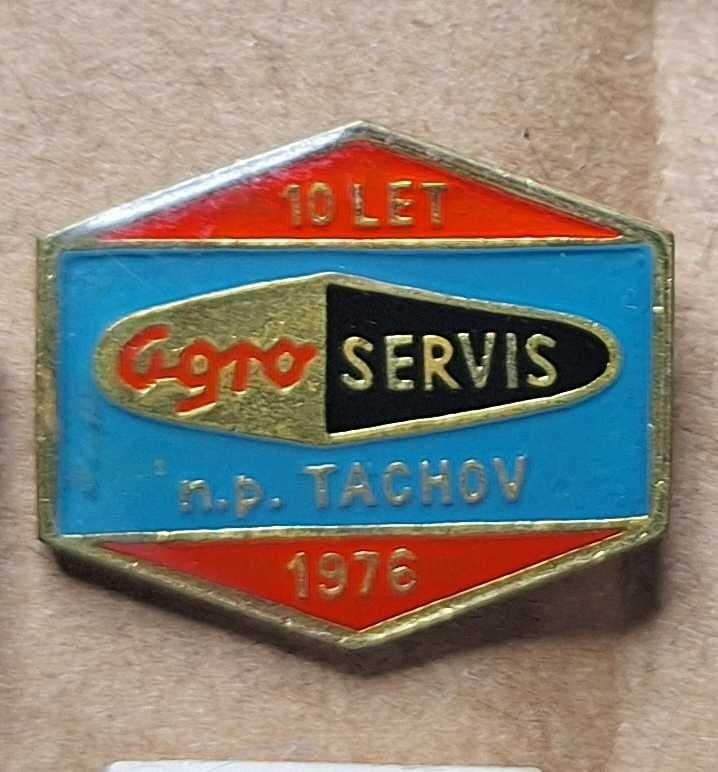 10 LET
agro SERVIS
n.p. TACHOV
1976